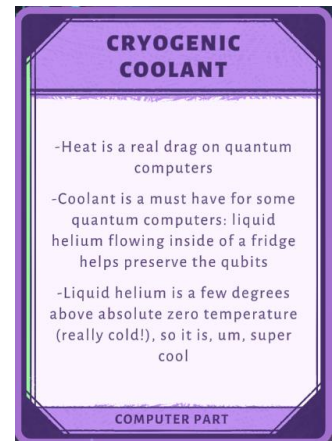 CRYOGENIC
COOLANT
-Heat is a real drag on quantum
computers
-Coolant is a must have for some
quantum computers: liquid
helium flowing inside of a fridge
helps preserve the qubits
-Liquid helium is a few degrees
above absolute zero temperature
(really cold!), so it is, um, super
cool
COMPUTER PART